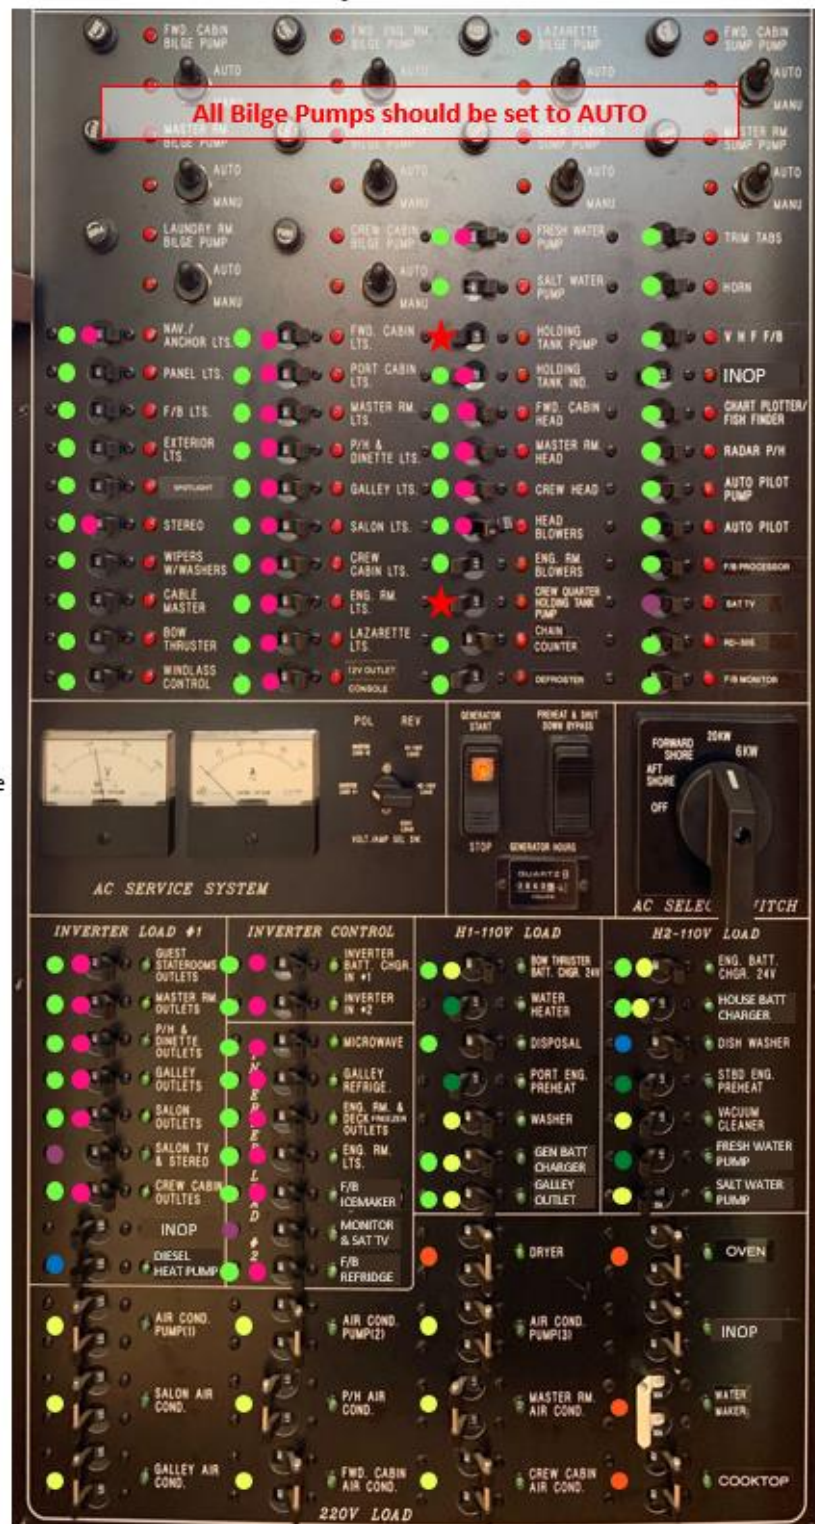 FWD. CABIN
BILGE PUMP
FWD. ENG. RM.
BILGE PUMP
LAZARETTE
BILGE PUMP
FWD. CABIN
SUMP PUMP
AUTO
AUTO
AUTO
AUTO
MANU
All Bilge Pumps should be set to AUTO
MASTER RM.
BILGE PUMP
ENG. RM.
BILGE PUMP
CREW CABIN
SUMP PUMP
MASTER RM.
SUMP PUMP
AUTO
AUTO
AUTO
AUTO
MANU
MANU
MANU
MANU
LAUNDRY RM.
BILGE PUMP
CREW CABIN
BILGE PUMP
FRESH WATER
PUMP
TRIM TABS
AUTO
AUTO
MANU
MANU
SALT WATER
PUMP
HORN
NAV./
ANCHOR LTS.
FWD. CABIN
LTS.
HOLDING
TANK PUMP
V H F F/B
PANEL LTS.
PORT CABIN
LTS.
HOLDING
TANK IND.
INOP
F/B LTS.
MASTER RM.
LTS.
FWD. CABIN
HEAD
CHART PLOTTER/
FISH FINDER
EXTERIOR
LTS.
P/H &
DINETTE LTS.
MASTER RM.
HEAD
RADAR P/H
SPOTLIGHT
GALLEY LTS.
CREW HEAD
AUTO PILOT
PUMP
STEREO
SALON LTS.
HEAD
BLOWERS
AUTO PILOT
WIPERS
W/WASHERS
CREW
CABIN LTS.
ENG. RM.
BLOWERS
F/B PROCESSOR
CABLE
MASTER
ENG. RM.
LTS.
CREW QUARTER
HOLDING TANK
PUMP
SAT TV
BOW
THRUSTER
LAZARETTE
LTS.
CHAIN
COUNTER
WINDLASS
CONTROL
12V OUTLET
CONSOLE
DEFROSTER
F/B MONITOR
POL REV
VOLT./AMP SEL SW.
GENERATOR
START
STOP
PREHEAT & SHUT
DOWN BYPASS
GENERATOR HOURS
QUARTZ
FORWARD
SHORE
20KW
6KW
AFT
SHORE
OFF
V
A
AC SERVICE SYSTEM
e
INVERTER LOAD #1
INVERTER CONTROL
H1-110V LOAD
H2-110V LOAD
GUEST
STATEROOMS
OUTLETS
INVERTER
BATT. CHGR.
IN #1
BOW THRUSTER
BATT. CHGR. 24V
ENG. BATT.
CHGR. 24V
MASTER RM.
OUTLETS
INVERTER
IN #2
WATER
HEATER
HOUSE BATT
CHARGER
P/H &
DINETTE
OUTLETS
MICROWAVE
DISPOSAL
DISH WASHER
GALLEY
OUTLETS
GALLEY
REFRIGE.
PORT ENG.
PREHEAT
STBD ENG.
PREHEAT
SALON
OUTLETS
ENG. RM. &
DECK FREEZER
OUTLETS
WASHER
VACUUM
CLEANER
SALON TV
& STEREO
ENG. RM.
LTS.
GEN BATT
CHARGER
FRESH WATER
PUMP
CREW CABIN
OUTLTES
F/B
ICEMAKER
GALLEY
OUTLET
SALT WATER
PUMP
INOP
MONITOR
& SAT TV
DIESEL
HEAT PUMP
F/B
REFRIDGE
DRYER
OVEN
AIR COND.
PUMP(1)
AIR COND.
PUMP(2)
AIR COND.
PUMP(3)
INOP
SALON AIR
COND.
P/H AIR
COND.
MASTER RM.
AIR COND.
WATER
MAKER
GALLEY AIR
COND.
FWD. CABIN
AIR COND.
CREW CABIN
AIR COND.
COOKTOP
220V LOAD